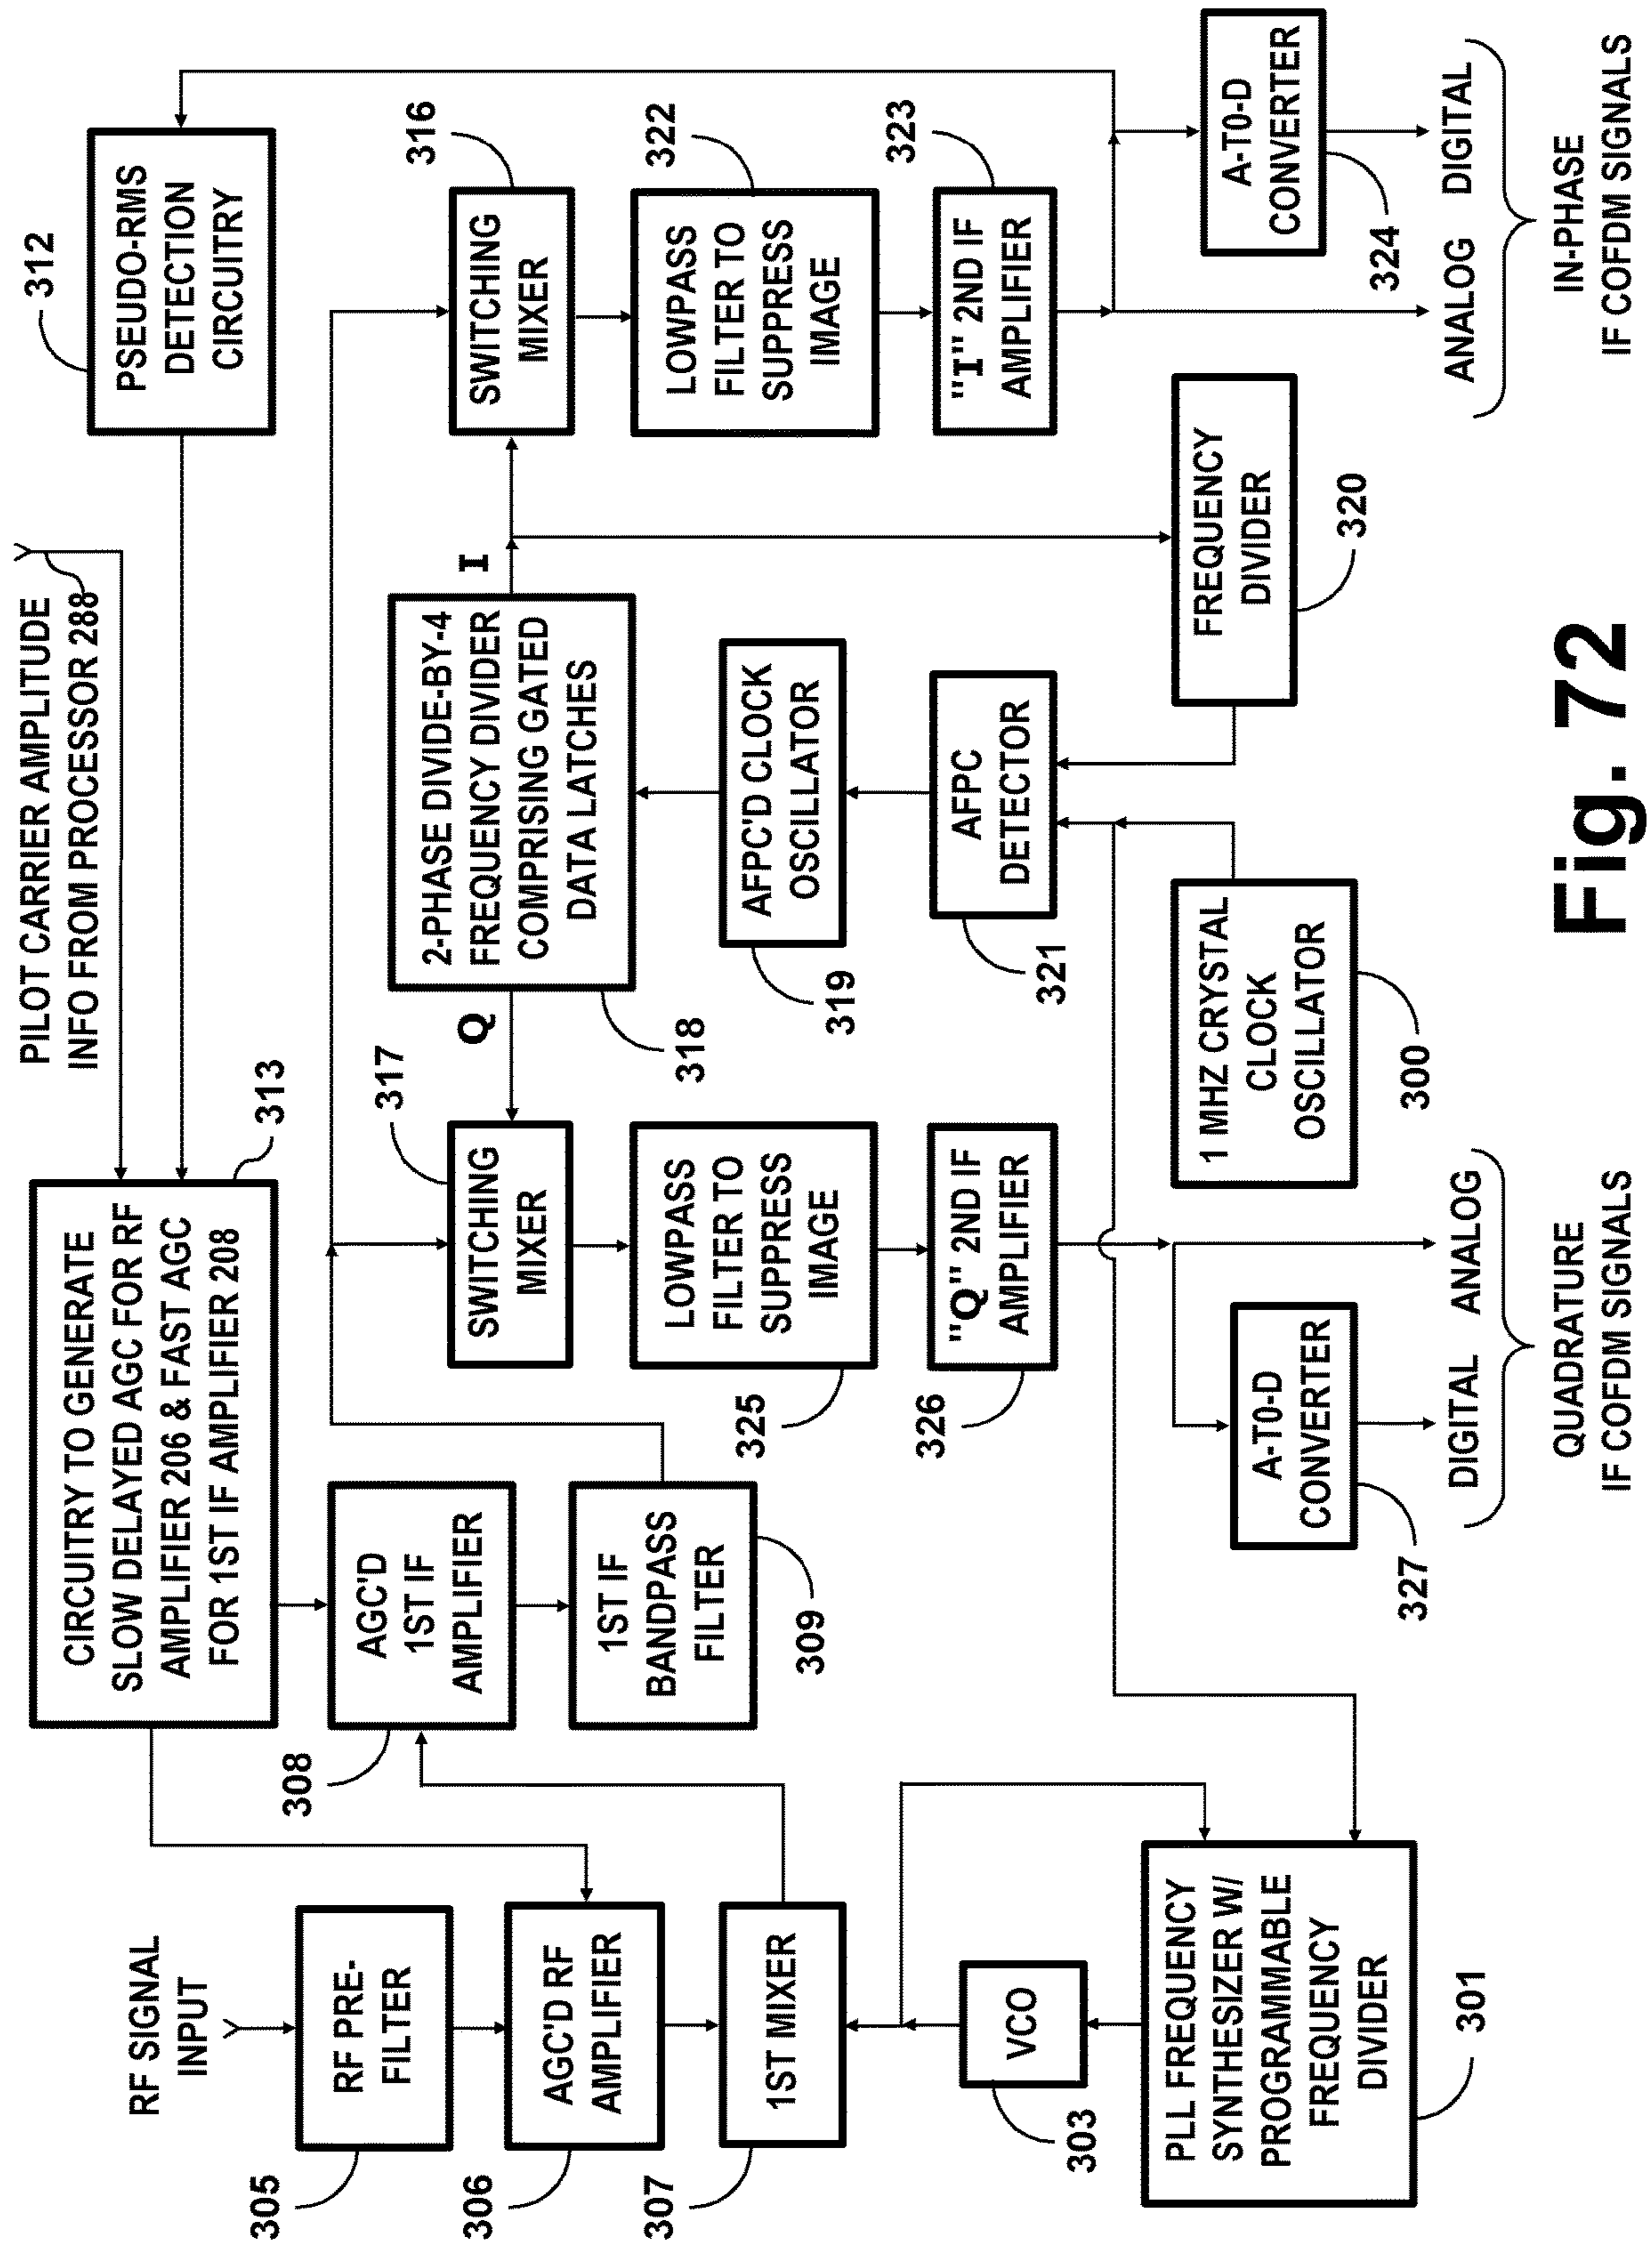 RF SIGNAL
INPUT
RF PRE-
FILTER
305
AGC'D RF
AMPLIFIER
306
1ST MIXER
307
VCO
303
PLL FREQUENCY
SYNTHESIZER W/
PROGRAMMABLE
FREQUENCY
DIVIDER
301
CIRCUITRY TO GENERATE
SLOW DELAYED AGC FOR RF
AMPLIFIER 206 & FAST AGC
FOR 1ST IF AMPLIFIER 208
313
AGC'D
1ST IF
AMPLIFIER
308
1ST IF
BANDPASS
FILTER
309
PILOT CARRIER AMPLITUDE
INFO FROM PROCESSOR 288
PSEUDO-RMS
DETECTION
CIRCUITRY
312
317
SWITCHING
MIXER
LOWPASS
FILTER TO
SUPPRESS
IMAGE
325
"Q" 2ND IF
AMPLIFIER
326
A-T0-D
CONVERTER
327
DIGITAL
ANALOG
QUADRATURE
IF COFDM SIGNALS
Q
2-PHASE DIVIDE-BY-4
FREQUENCY DIVIDER
COMPRISING GATED
DATA LATCHES
318
I
AFPC'D CLOCK
OSCILLATOR
319
AFPC
DETECTOR
321
1 MHZ CRYSTAL
CLOCK
OSCILLATOR
300
FREQUENCY
DIVIDER
320
316
SWITCHING
MIXER
322
LOWPASS
FILTER TO
SUPPRESS
IMAGE
323
"I" 2ND IF
AMPLIFIER
A-T0-D
CONVERTER
324
ANALOG
DIGITAL
IN-PHASE
IF COFDM SIGNALS
Fig. 72